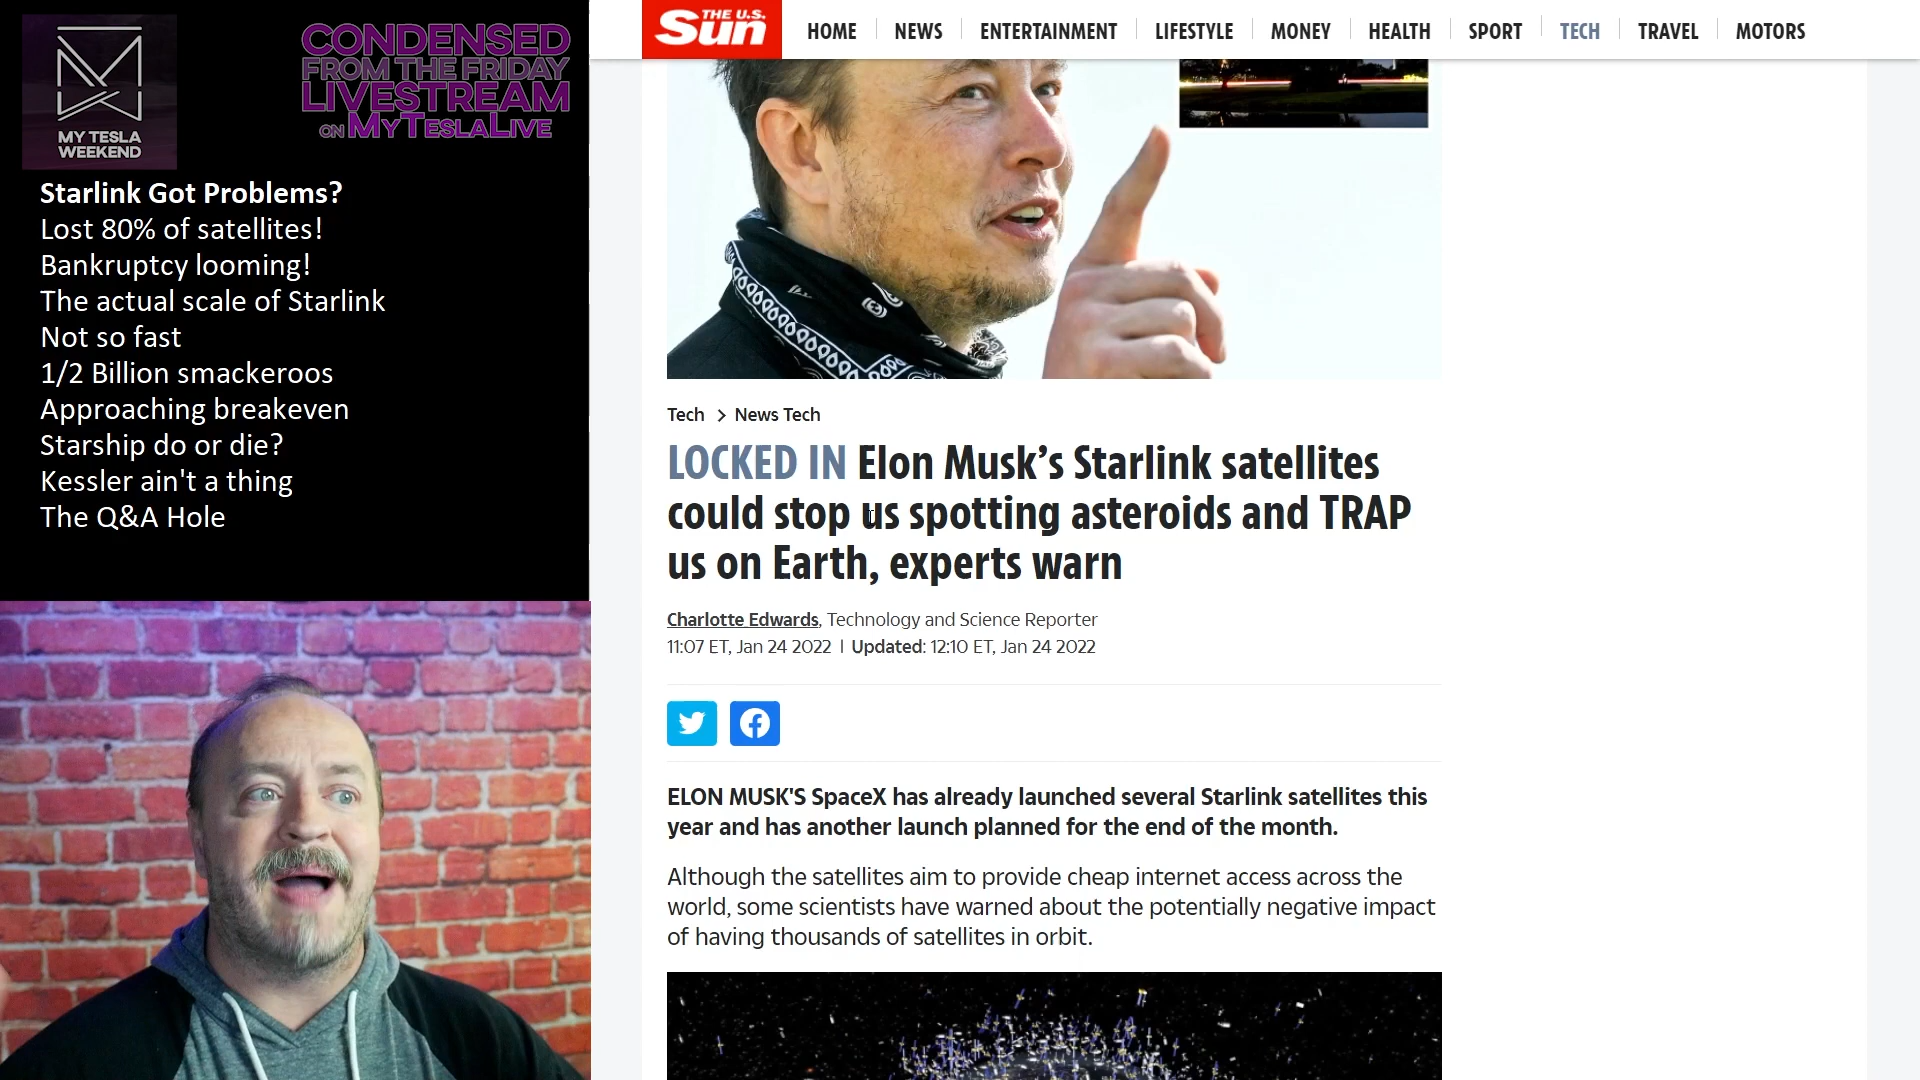 MY TESLA
WEEKEND
CONDENSED
FROM THE FRIDAY
LIVESTREAM
ON MYTESLALIVE
Starlink Got Problems?
Lost 80% of satellites!
Bankruptcy looming!
The actual scale of Starlink
Not so fast
1/2 Billion smackeroos
Approaching breakeven
Starship do or die?
Kessler ain't a thing
The Q&A Hole
THE U.S.
Sun
HOME NEWS ENTERTAINMENT LIFESTYLE MONEY HEALTH SPORT TECH TRAVEL MOTORS
Tech > News Tech
LOCKED IN Elon Musk’s Starlink satellites
could stop us spotting asteroids and TRAP
us on Earth, experts warn
Charlotte Edwards, Technology and Science Reporter
11:07 ET, Jan 24 2022 | Updated: 12:10 ET, Jan 24 2022
ELON MUSK'S SpaceX has already launched several Starlink satellites this
year and has another launch planned for the end of the month.
Although the satellites aim to provide cheap internet access across the
world, some scientists have warned about the potentially negative impact
of having thousands of satellites in orbit.